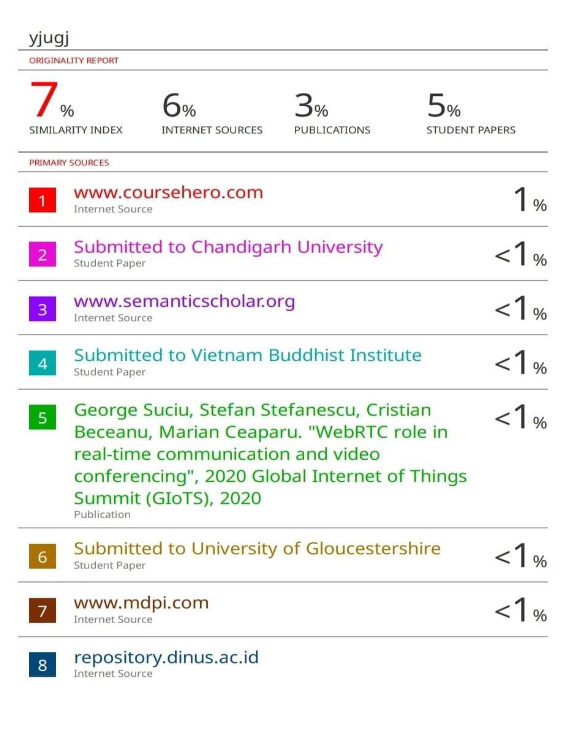 yjugj
ORIGINALITY REPORT
7%
6%
3%
5%
SIMILARITY INDEX
INTERNET SOURCES
PUBLICATIONS
STUDENT PAPERS
PRIMARY SOURCES
1
www.coursehero.com
Internet Source
1%
2
Submitted to Chandigarh University
Student Paper
<1%
3
www.semanticscholar.org
Internet Source
<1%
4
Submitted to Vietnam Buddhist Institute
Student Paper
<1%
5
George Suciu, Stefan Stefanescu, Cristian
Beceanu, Marian Ceaparu. "WebRTC role in
real-time communication and video
conferencing", 2020 Global Internet of Things
Summit (GIoTS), 2020
Publication
<1%
6
Submitted to University of Gloucestershire
Student Paper
<1%
7
www.mdpi.com
Internet Source
<1%
8
repository.dinus.ac.id
Internet Source